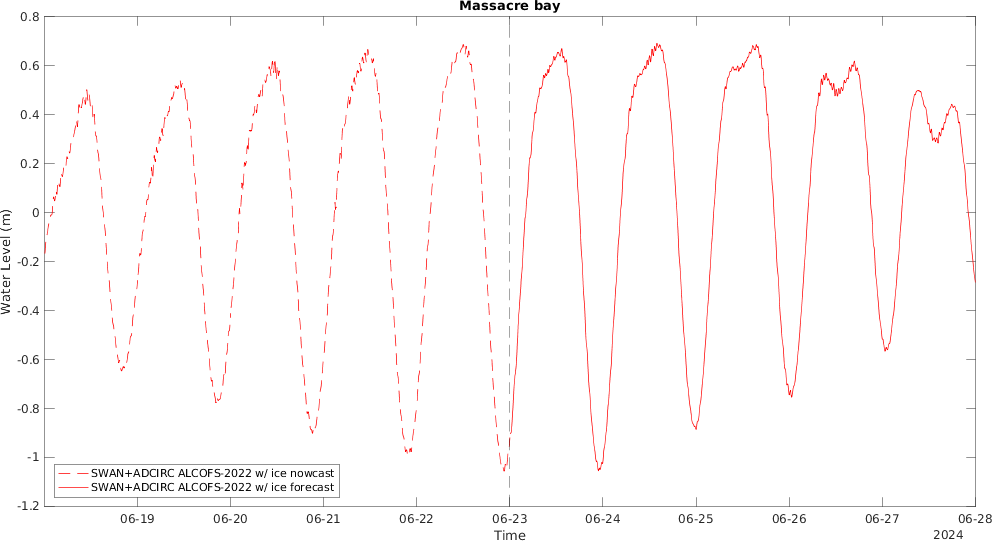 Massacre bay
0.8
0.6
0.4
0.2
0
-0.2
-0.4
-0.6
-0.8
-1
-1.2
Water Level (m)
SWAN+ADCIRC ALCOFS-2022 w/ ice nowcast
SWAN+ADCIRC ALCOFS-2022 w/ ice forecast
06-19 06-20 06-21 06-22 06-23 06-24 06-25 06-26 06-27 06-28
Time
2024